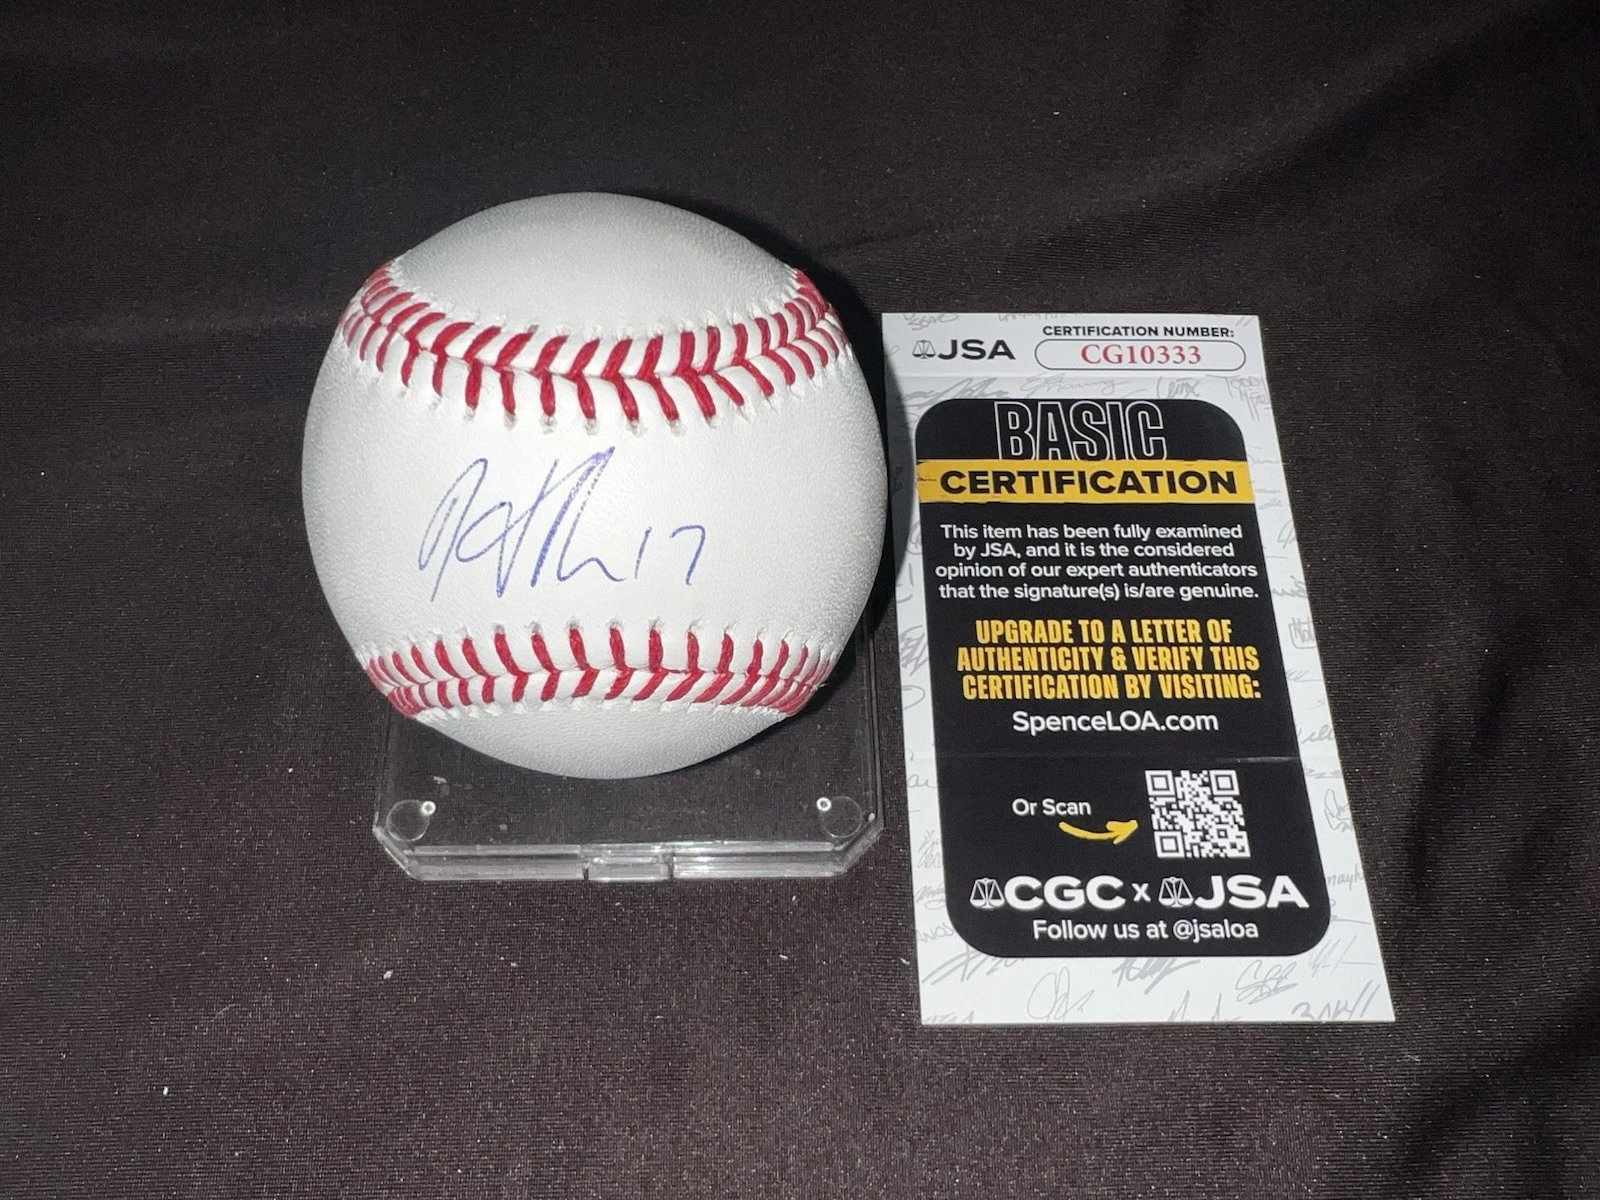 17
JSA
CERTIFICATION NUMBER:
CG10333
BASIC
CERTIFICATION
This item has been fully examined
by JSA, and it is the considered
opinion of our expert authenticators
that the signature(s) is/are genuine.
UPGRADE TO A LETTER OF
AUTHENTICITY & VERIFY THIS
CERTIFICATION BY VISITING:
SpenceLOA.com
Or Scan
CGC x JSA
Follow us at @jsaloa